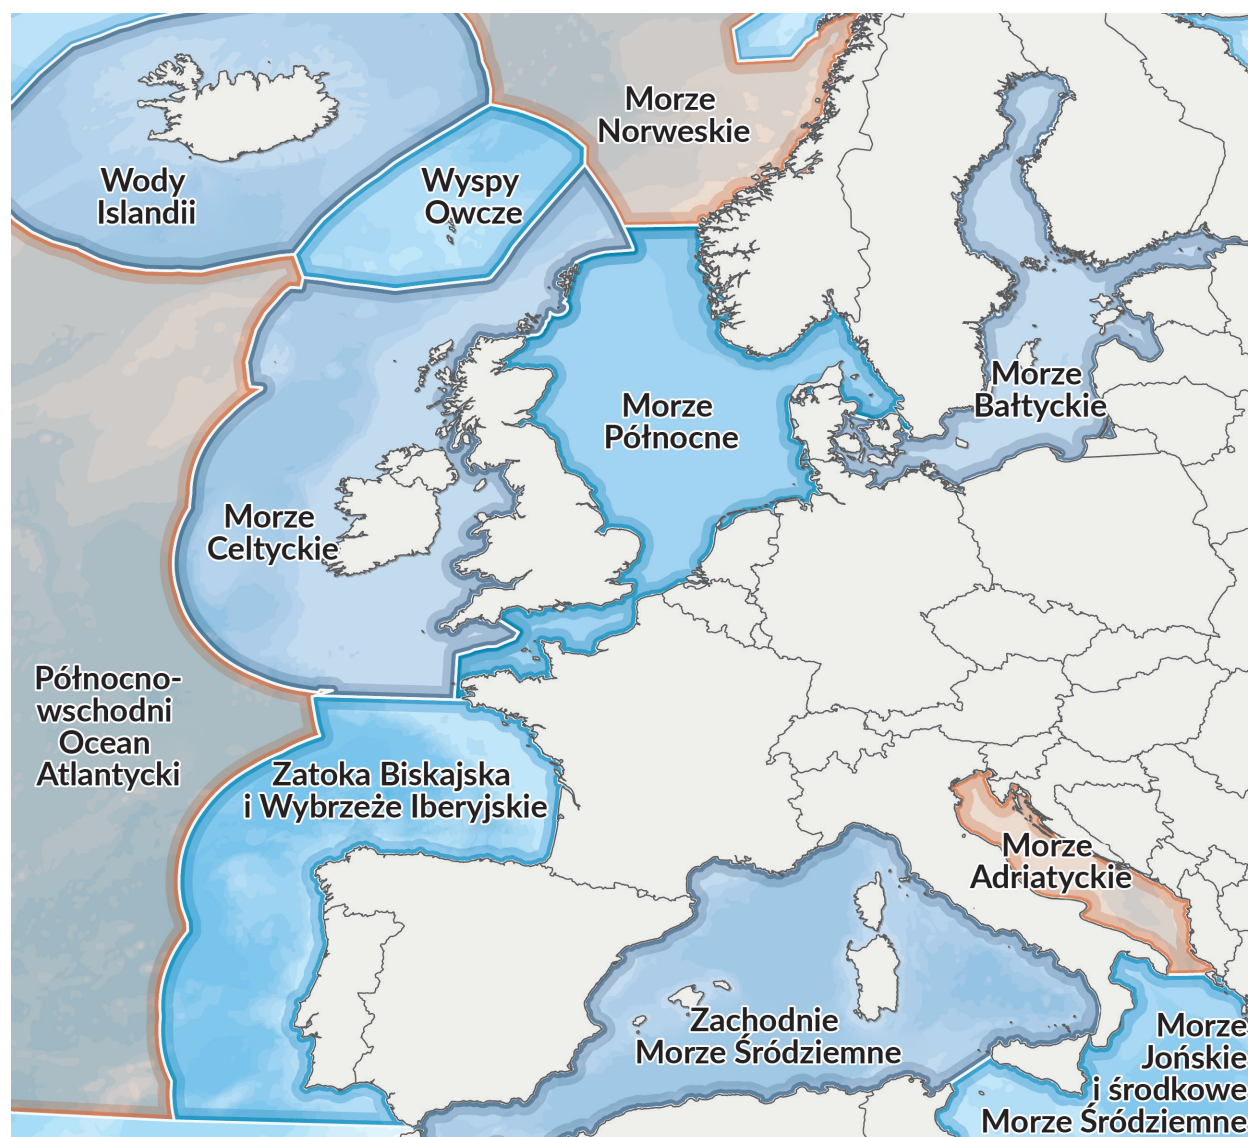 Morze
Norweskie
Wody
Islandii
Wyspy
Owcze
Morze
Bałtyckie
Morze
Północne
Morze
Celtyckie
Północno-
wschodni
Ocean
Atlantycki
Zatoka Biskajska
i Wybrzeże Iberyjskie
Morze
Adriatyckie
Zachodnie
Morze Śródziemne
Morze
Jońskie
i środkowe
Morze Śródziemne